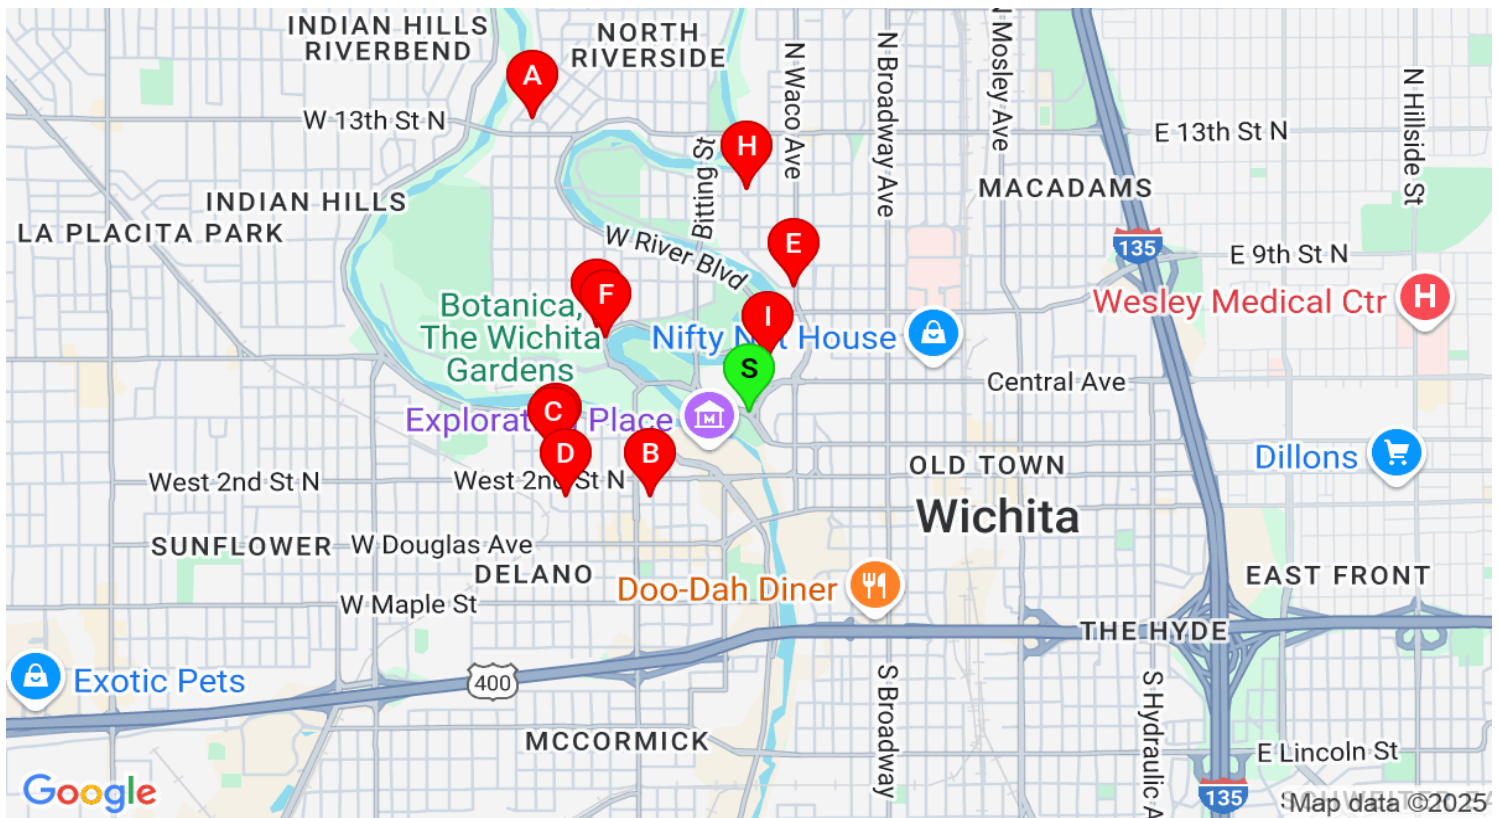 INDIAN HILLS
RIVERBEND
NORTH
RIVERSIDE
A
W 13th St N
N Waco Ave
N Broadway Ave
N Mosley Ave
N Hillside St
E 13th St N
H
Bitting St
MACADAMS
INDIAN HILLS
LA PLACITA PARK
W River Blvd
E
135
E 9th St N
Botanica,
The Wichita
Gardens
F
I
Nifty Nut House
Wesley Medical Ctr
H
S
Central Ave
C
Exploration Place
M
D
B
West 2nd St N
West 2nd St N
OLD TOWN
Dillons
Wichita
SUNFLOWER
W Douglas Ave
DELANO
Doo-Dah Diner
EAST FRONT
W Maple St
THE HYDE
Exotic Pets
400
S Broadway
S Hydraulic A
MCCORMICK
E Lincoln St
Google
135
Map data ©2025